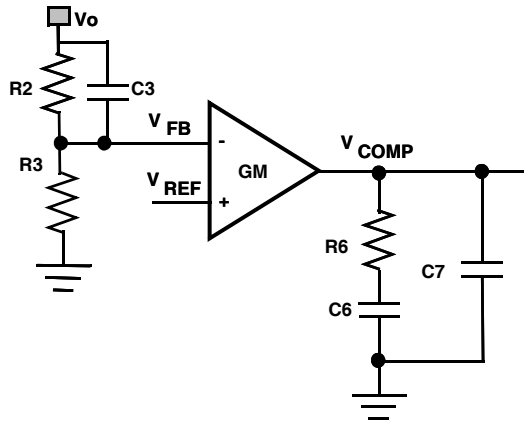 Vo
R2
C3
V FB
R3
-
GM
V COMP
V REF
+
R6
C7
C6